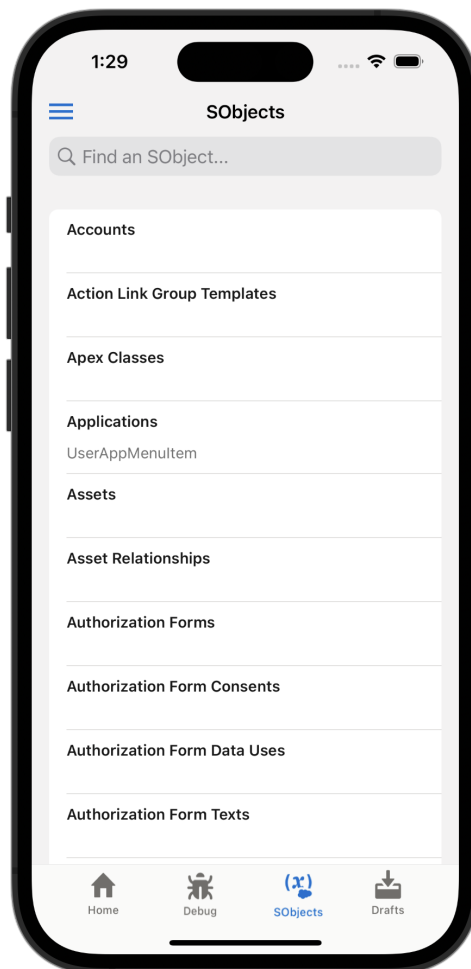 1:29
SObjects
Find an SObject...
Accounts
Action Link Group Templates
Apex Classes
Applications
UserAppMenuItem
Assets
Asset Relationships
Authorization Forms
Authorization Form Consents
Authorization Form Data Uses
Authorization Form Texts
Home Debug SObjects Drafts